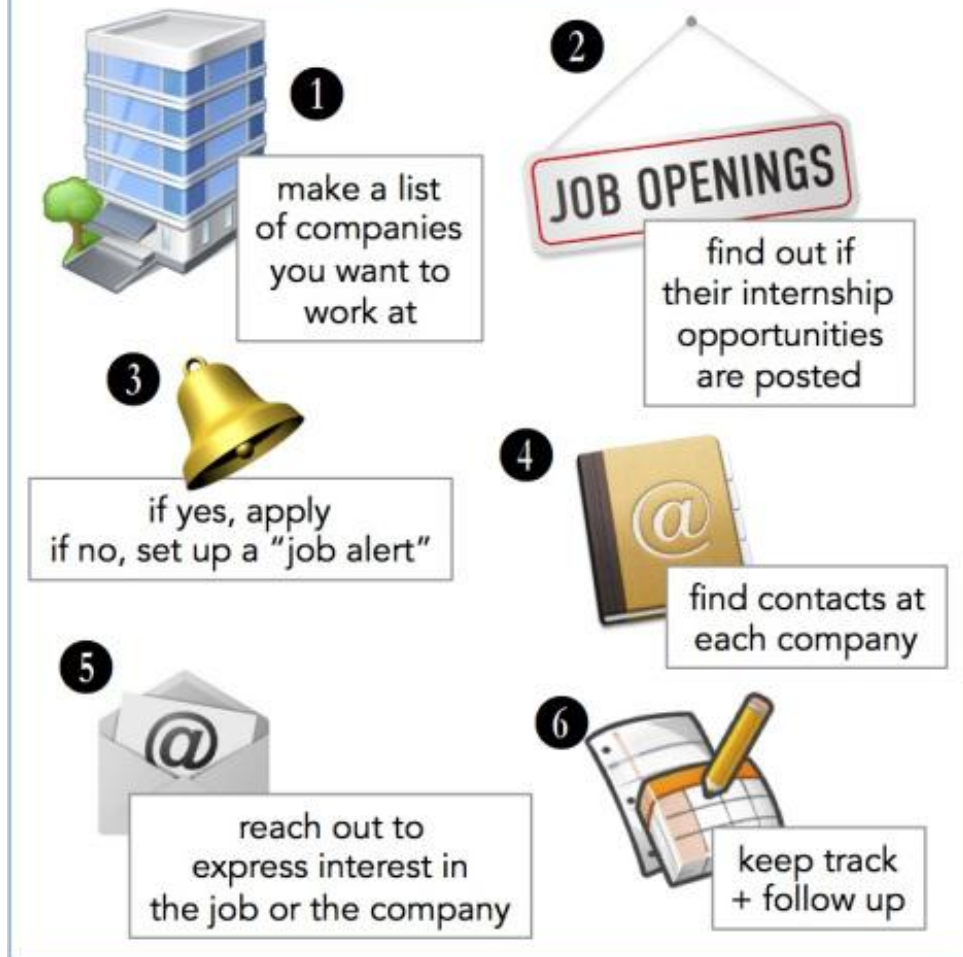 1
make a list
of companies
you want to
work at
2
JOB OPENINGS
find out if
their internship
opportunities
are posted
3
if yes, apply
if no, set up a “job alert”
4
@
find contacts at
each company
5
@
reach out to
express interest in
the job or the company
6
keep track
+ follow up